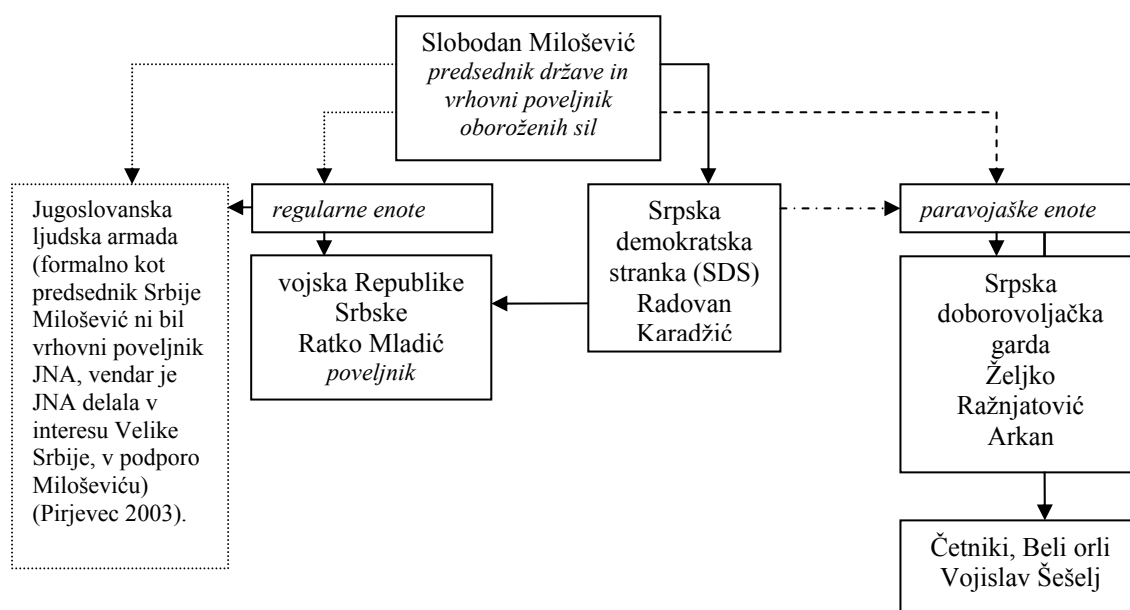 Slobodan Milošević
predsednik države in
vrhovni poveljnik
oboroženih sil
Jugoslovanska
ljudska armada
(formalno kot
predsednik Srbije
Milošević ni bil
vrhovni poveljnik
JNA, vendar je
JNA delala v
interesu Velike
Srbije, v podporo
Miloševiću)
(Pirjevec 2003).
regularne enote
vojska Republike
Srbske
Ratko Mladić
poveljnik
Srpska
demokratska
stranka (SDS)
Radovan
Karadžić
paravojaške enote
Srpska
doborovoljačka
garda
Željko
Ražnjatović
Arkan
Četniki, Beli orli
Vojislav Šešelj